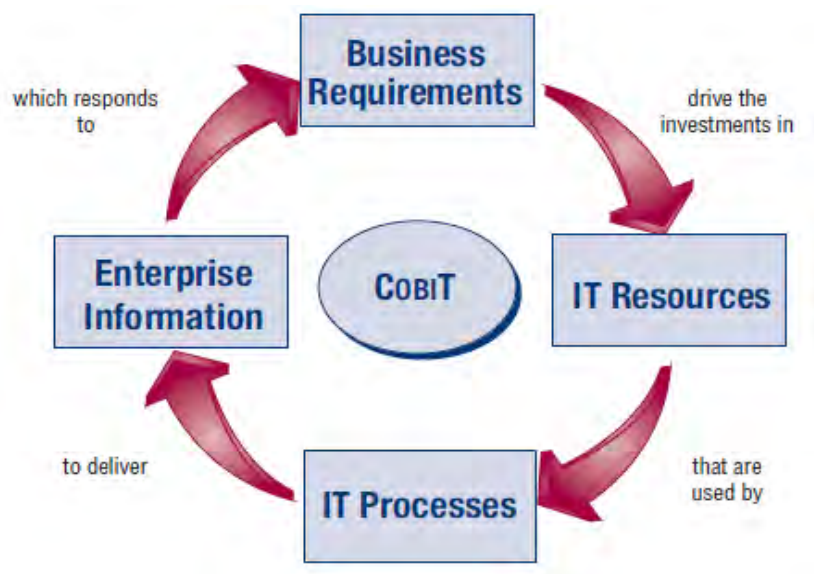 Business
Requirements
drive the
investments in
IT Resources
that are
used by
IT Processes
to deliver
Enterprise
Information
which responds
to
COBIT